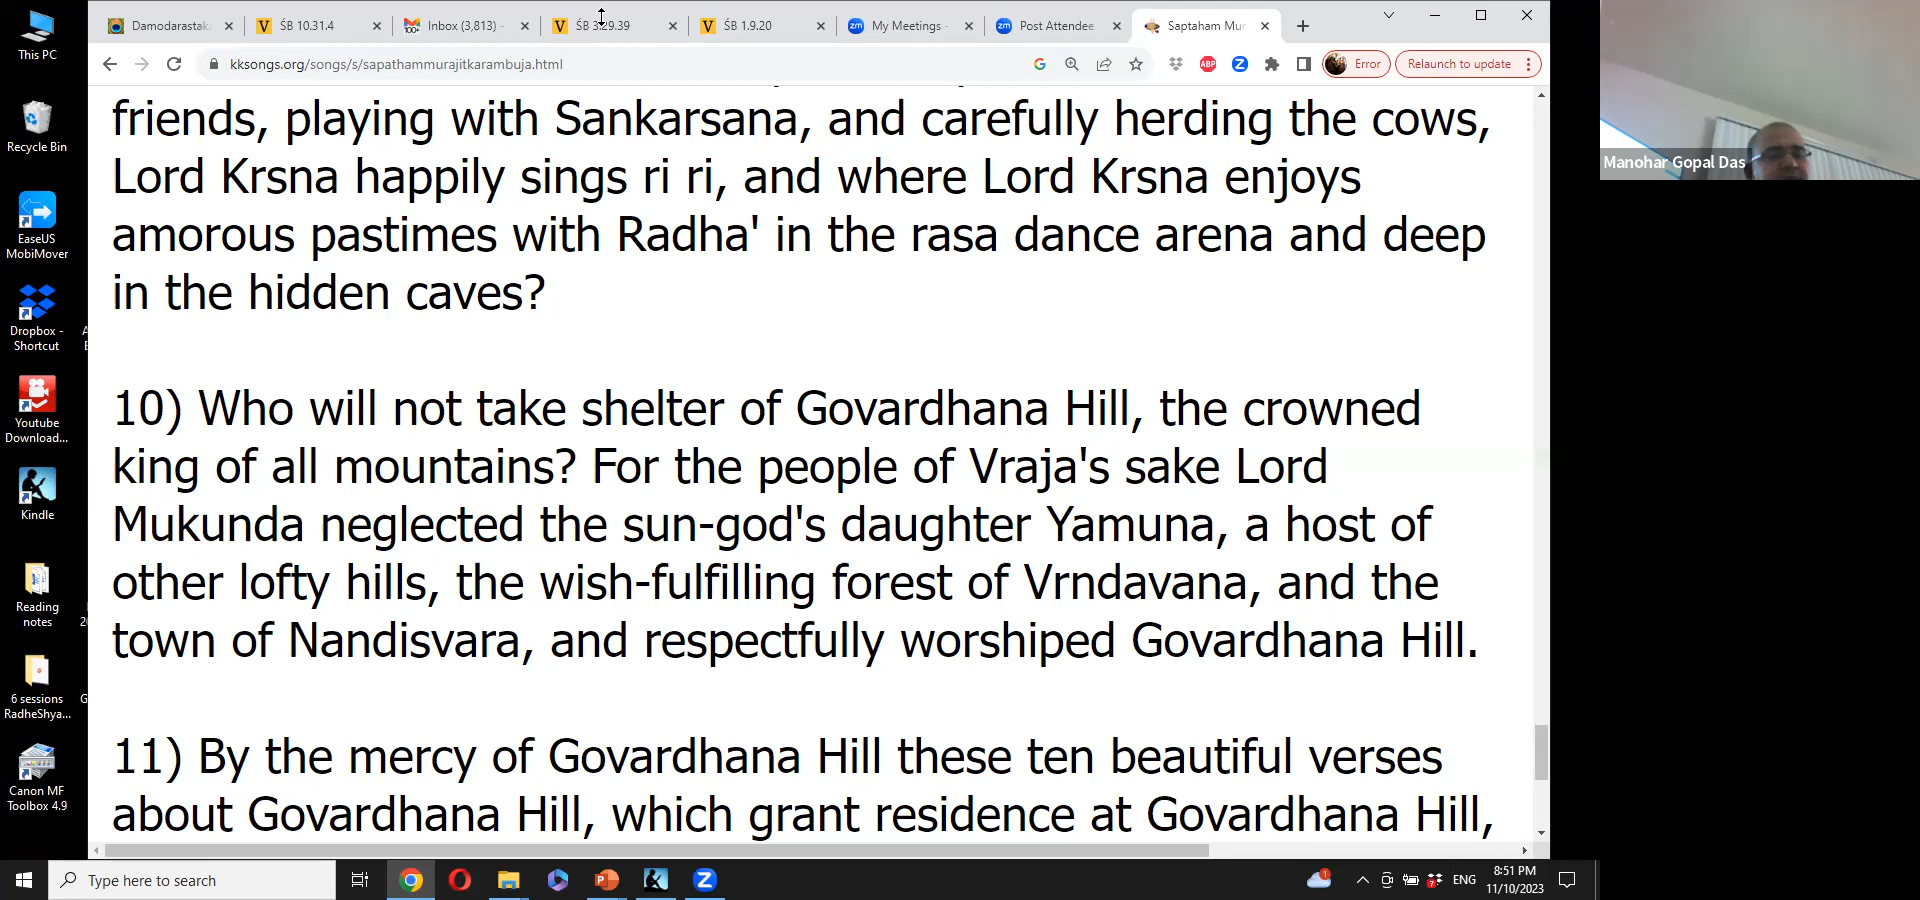 This PC
Recycle Bin
EaseUS
MobiMover
Dropbox -
Shortcut
Youtube
Download...
Kindle
Reading
notes
6 sessions
RadheShya...
Canon MF
Toolbox 4.9
Damodarastak
ŚB 10.31.4
Inbox (3,813) -
ŚB 3.29.39
ŚB 1.9.20
My Meetings -
Post Attendee
Saptaham Mur
kksongs.org/songs/s/sapathammurajitkarambuja.html
Error
Relaunch to update
friends, playing with Sankarsana, and carefully herding the cows,
Lord Krsna happily sings ri ri, and where Lord Krsna enjoys
amorous pastimes with Radha' in the rasa dance arena and deep
in the hidden caves?
10) Who will not take shelter of Govardhana Hill, the crowned
king of all mountains? For the people of Vraja's sake Lord
Mukunda neglected the sun-god's daughter Yamuna, a host of
other lofty hills, the wish-fulfilling forest of Vrndavana, and the
town of Nandisvara, and respectfully worshiped Govardhana Hill.
11) By the mercy of Govardhana Hill these ten beautiful verses
about Govardhana Hill, which grant residence at Govardhana Hill,
Manohar Gopal Das
Type here to search
ENG
8:51 PM
11/10/2023